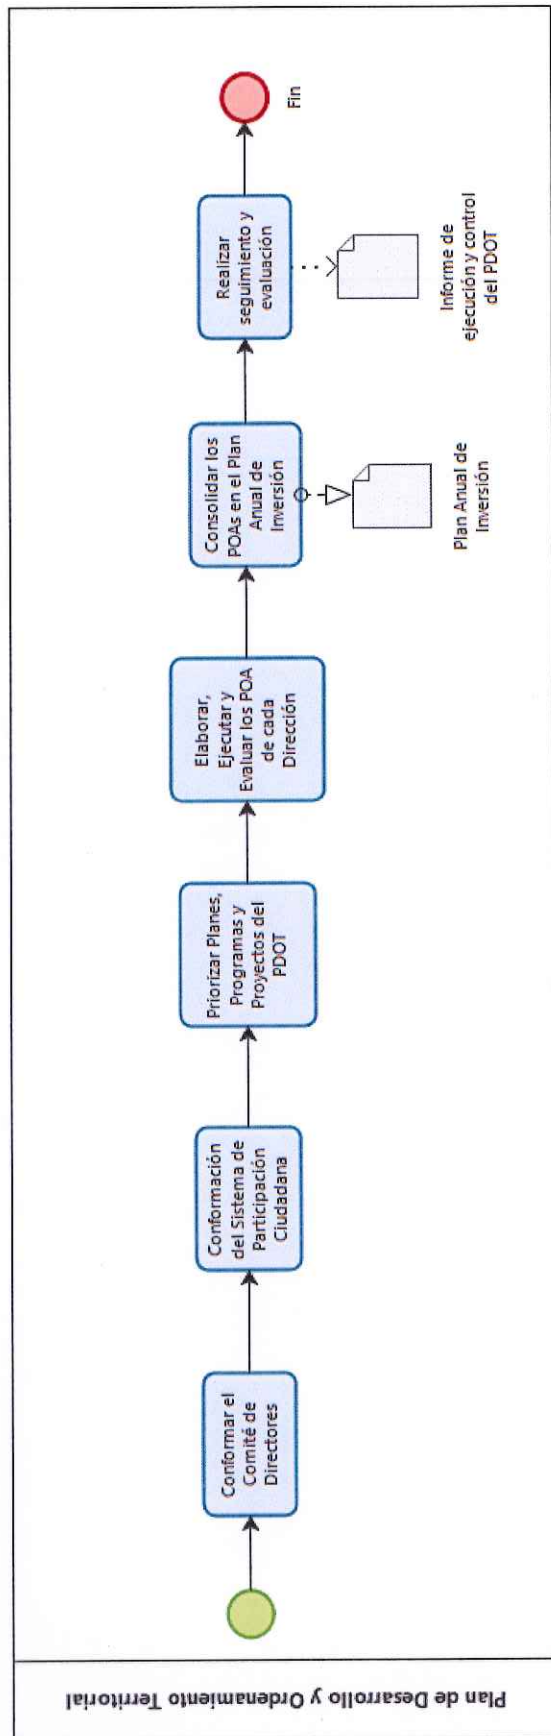 Plan de Desarrollo y Ordenamiento Territorial
Conformar el
Comité de
Directores
Conformación
del Sistema de
Participación
Ciudadana
Priorizar Planes,
Programas y
Proyectos del
PDOT
Elaborar,
Ejecutar y
Evaluar los POA
de cada
Dirección
Consolidar los
POAs en el Plan
Anual de
Inversión
Plan Anual de
Inversión
Realizar
seguimiento y
evaluación
Informe de
ejecución y control
del PDOT
Fin